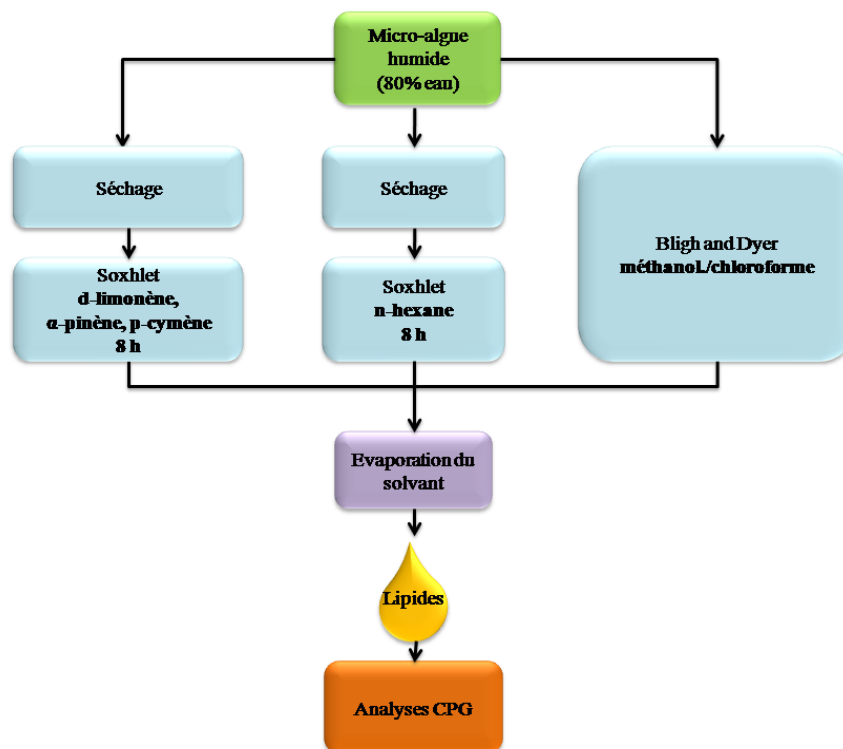 Micro-algue
humide
(80% eau)
Séchage
Séchage
Bligh and Dyer
méthanol/chloroforme
Soxhlet
d-limonène,
α-pinène, p-cymène
8 h
Soxhlet
n-hexane
8 h
Evaporation du
solvant
Lipides
Analyses CPG